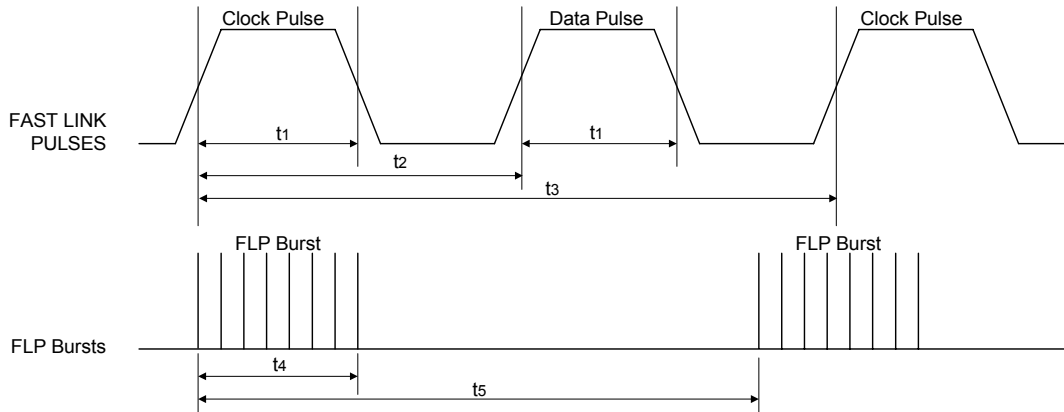 Clock Pulse Data Pulse Clock Pulse
FAST LINK
PULSES
t1 t1
t2
t3
FLP Burst FLP Burst
FLP Bursts
t4
t5